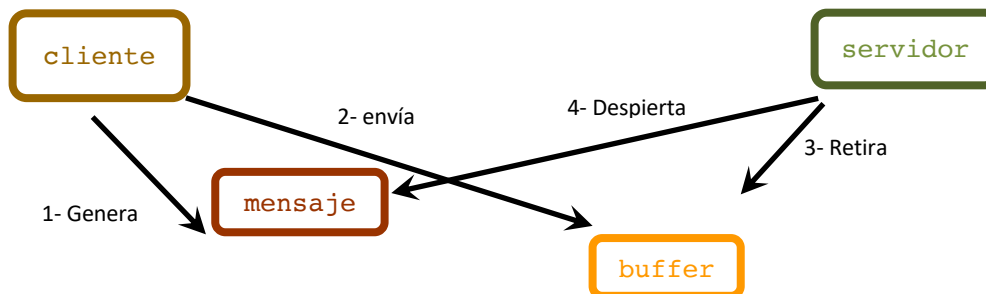 cliente
servidor
2- envía
4- Despierta
3- Retira
mensaje
1- Genera
buffer